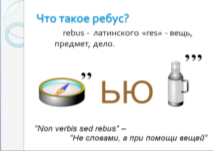 Что такое ребус?
rebus - латинского «res» - вещь,
предмет, дело.
,, ЬЮ ,,,
"Non verbis sed rebus" –
"Не словами, а при помощи вещей"